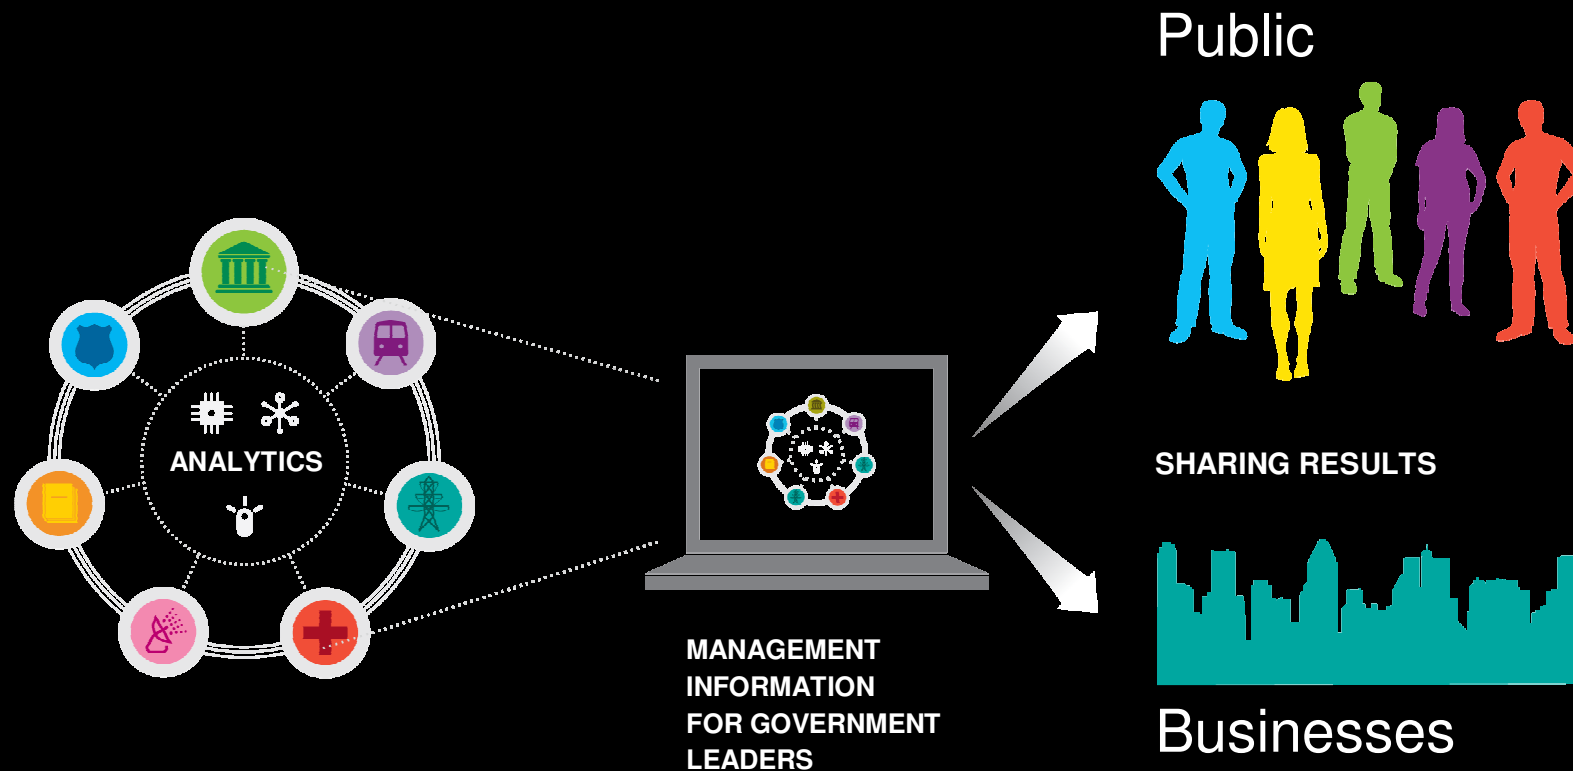 Public
ANALYTICS
SHARING RESULTS
MANAGEMENT
INFORMATION
FOR GOVERNMENT
LEADERS
Businesses